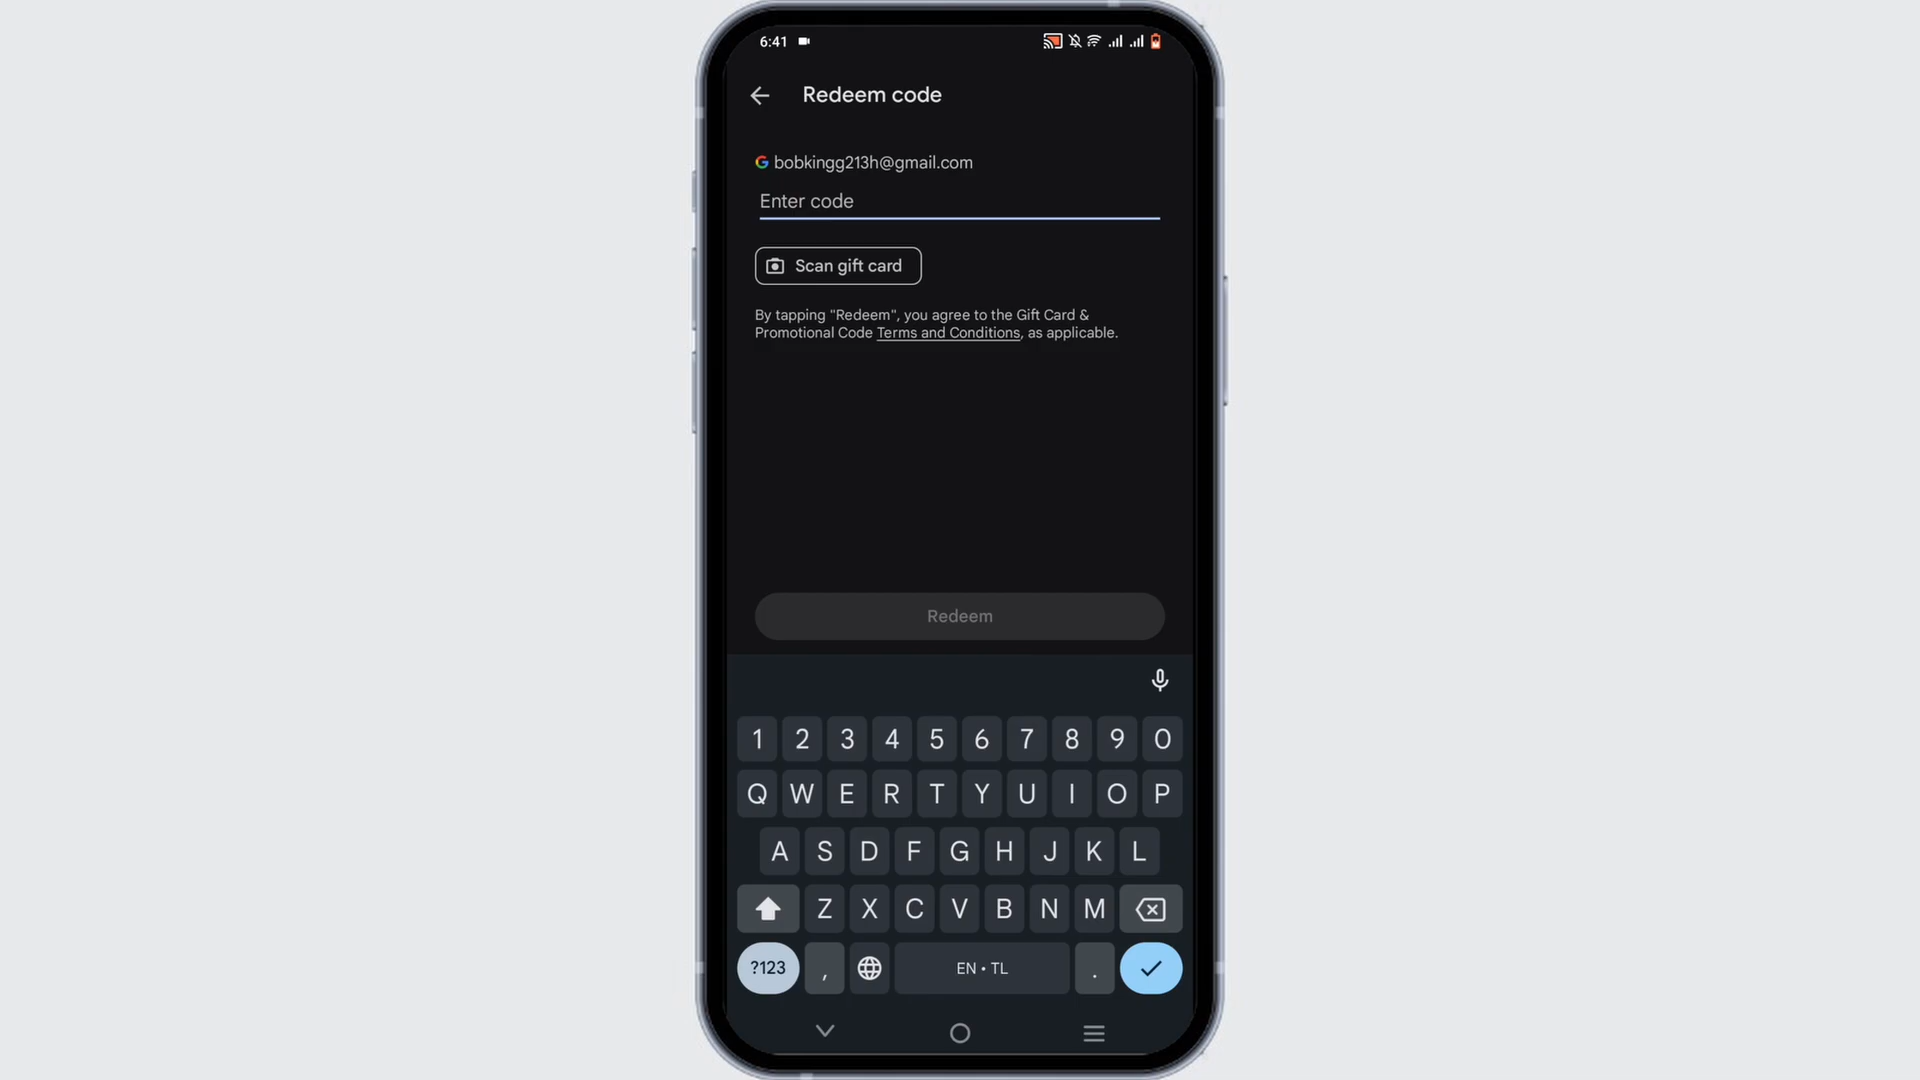 6:41
Redeem code
bobkingg213h@gmail.com
Enter code
Scan gift card
By tapping "Redeem", you agree to the Gift Card &
Promotional Code Terms and Conditions, as applicable.
Redeem
1 2 3 4 5 6 7 8 9 0
Q W E R T Y U I O P
A S D F G H J K L
Z X C V B N M
?123 , EN • TL .